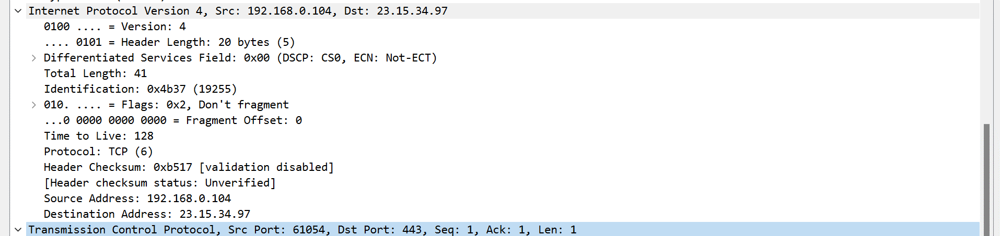 Internet Protocol Version 4, Src: 192.168.0.104, Dst: 23.15.34.97
0100 .... = Version: 4
.... 0101 = Header Length: 20 bytes (5)
Differentiated Services Field: 0x00 (DSCP: CS0, ECN: Not-ECT)
Total Length: 41
Identification: 0x4b37 (19255)
010. .... = Flags: 0x2, Don't fragment
...0 0000 0000 0000 = Fragment Offset: 0
Time to Live: 128
Protocol: TCP (6)
Header Checksum: 0xb517 [validation disabled]
[Header checksum status: Unverified]
Source Address: 192.168.0.104
Destination Address: 23.15.34.97
Transmission Control Protocol, Src Port: 61054, Dst Port: 443, Seq: 1, Ack: 1, Len: 1